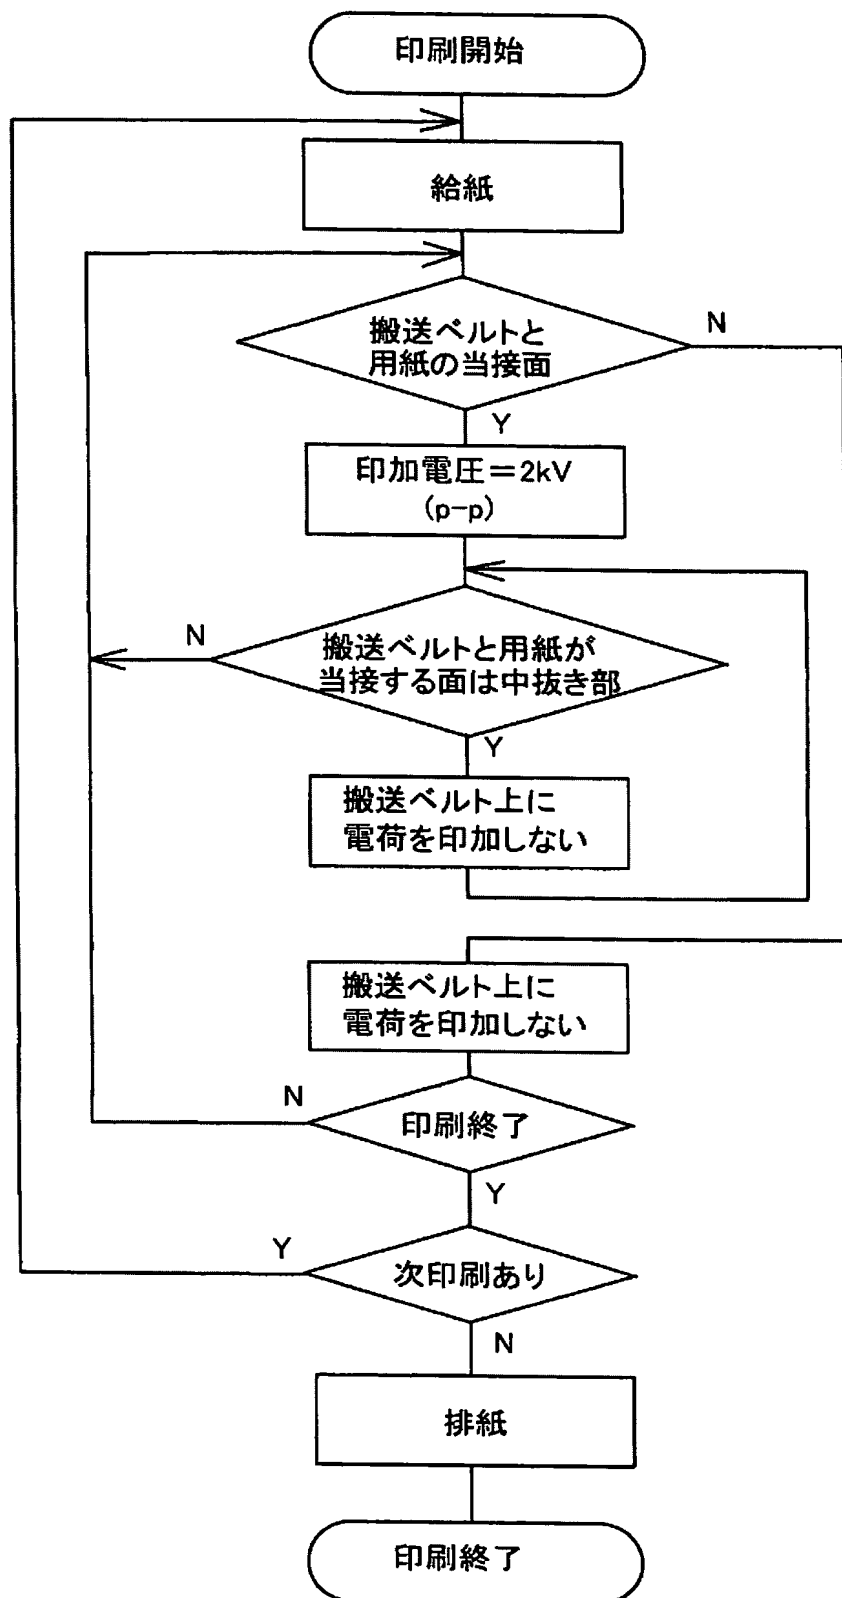 印刷開始
給紙
搬送ベルトと
用紙の当接面
N
Y
印加電圧＝2kV
(p-p)
N
搬送ベルトと用紙が
当接する面は中抜き部
Y
搬送ベルト上に
電荷を印加しない
搬送ベルト上に
電荷を印加しない
N
印刷終了
Y
Y
次印刷あり
N
排紙
印刷終了